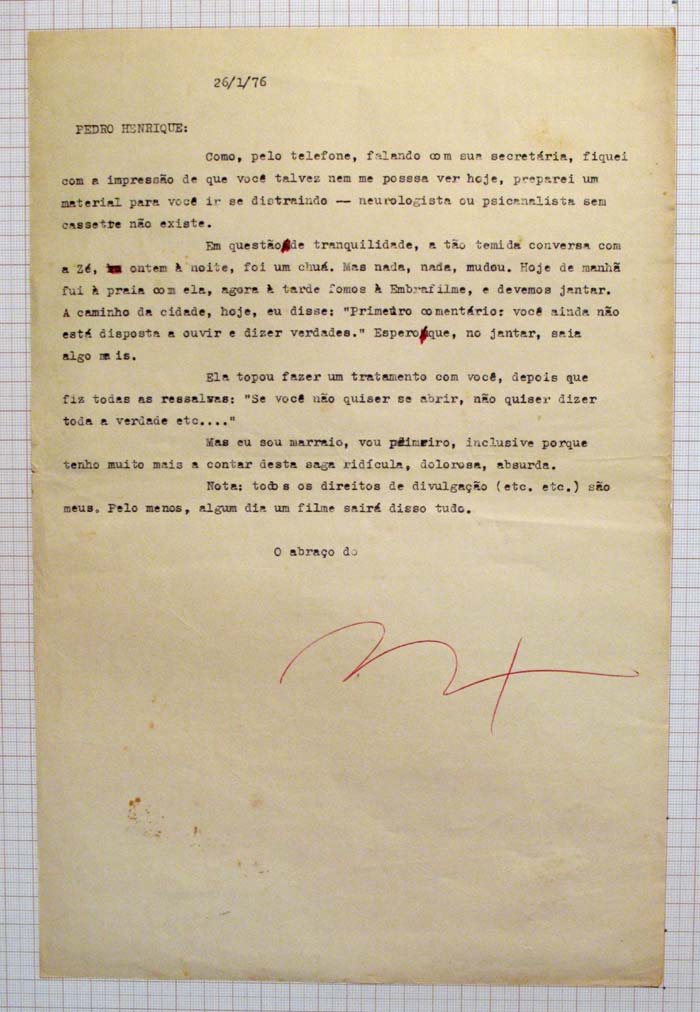 26/1/76
PEDRO HENRIQUE:
Como, pelo telefone, falando com sua secretária, fiquei
com a impressão de que você talvez nem me posssa ver hoje, preparei um
material para você ir se distraindo -- neurologista ou psicanalista sem
cassette não existe.
Em questão de tranquilidade, a tão temida conversa com
a Zé, ontem à noite, foi um chuá. Mas nada, nada, mudou. Hoje de manhã
fui à praia com ela, agora à tarde fomos à Embrafilme, e devemos jantar.
A caminho da cidade, hoje, eu disse: "Primeiro comentário: você ainda não
está disposta a ouvir e dizer verdades." Espero que, no jantar, saia
algo mais.
Ela topou fazer um tratamento com você, depois que
fiz todas as ressalvas: "Se você não quiser se abrir, não quiser dizer
toda a verdade etc...."
Mas eu sou marraio, vou primeiro, inclusive porque
tenho muito mais a contar desta saga ridícula, dolorosa, absurda.
Nota: todos os direitos de divulgação (etc. etc.) são
meus. Pelo menos, algum dia um filme sairá disso tudo.
O abraço do